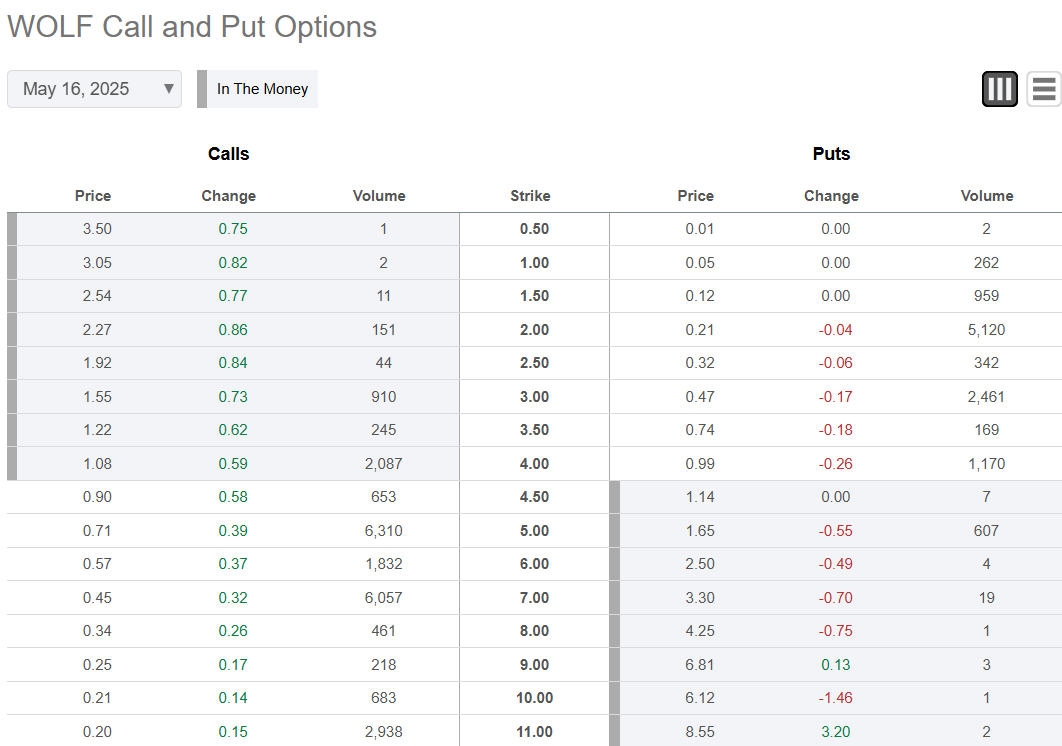 WOLF Call and Put Options
May 16, 2025 ▼ In The Money
Calls Puts
Price Change Volume Strike Price Change Volume
3.50 0.75 1 0.50 0.01 0.00 2
3.05 0.82 2 1.00 0.05 0.00 262
2.54 0.77 11 1.50 0.12 0.00 959
2.27 0.86 151 2.00 0.21 -0.04 5,120
1.92 0.84 44 2.50 0.32 -0.06 342
1.55 0.73 910 3.00 0.47 -0.17 2,461
1.22 0.62 245 3.50 0.74 -0.18 169
1.08 0.59 2,087 4.00 0.99 -0.26 1,170
0.90 0.58 653 4.50 1.14 0.00 7
0.71 0.39 6,310 5.00 1.65 -0.55 607
0.57 0.37 1,832 6.00 2.50 -0.49 4
0.45 0.32 6,057 7.00 3.30 -0.70 19
0.34 0.26 461 8.00 4.25 -0.75 1
0.25 0.17 218 9.00 6.81 0.13 3
0.21 0.14 683 10.00 6.12 -1.46 1
0.20 0.15 2,938 11.00 8.55 3.20 2